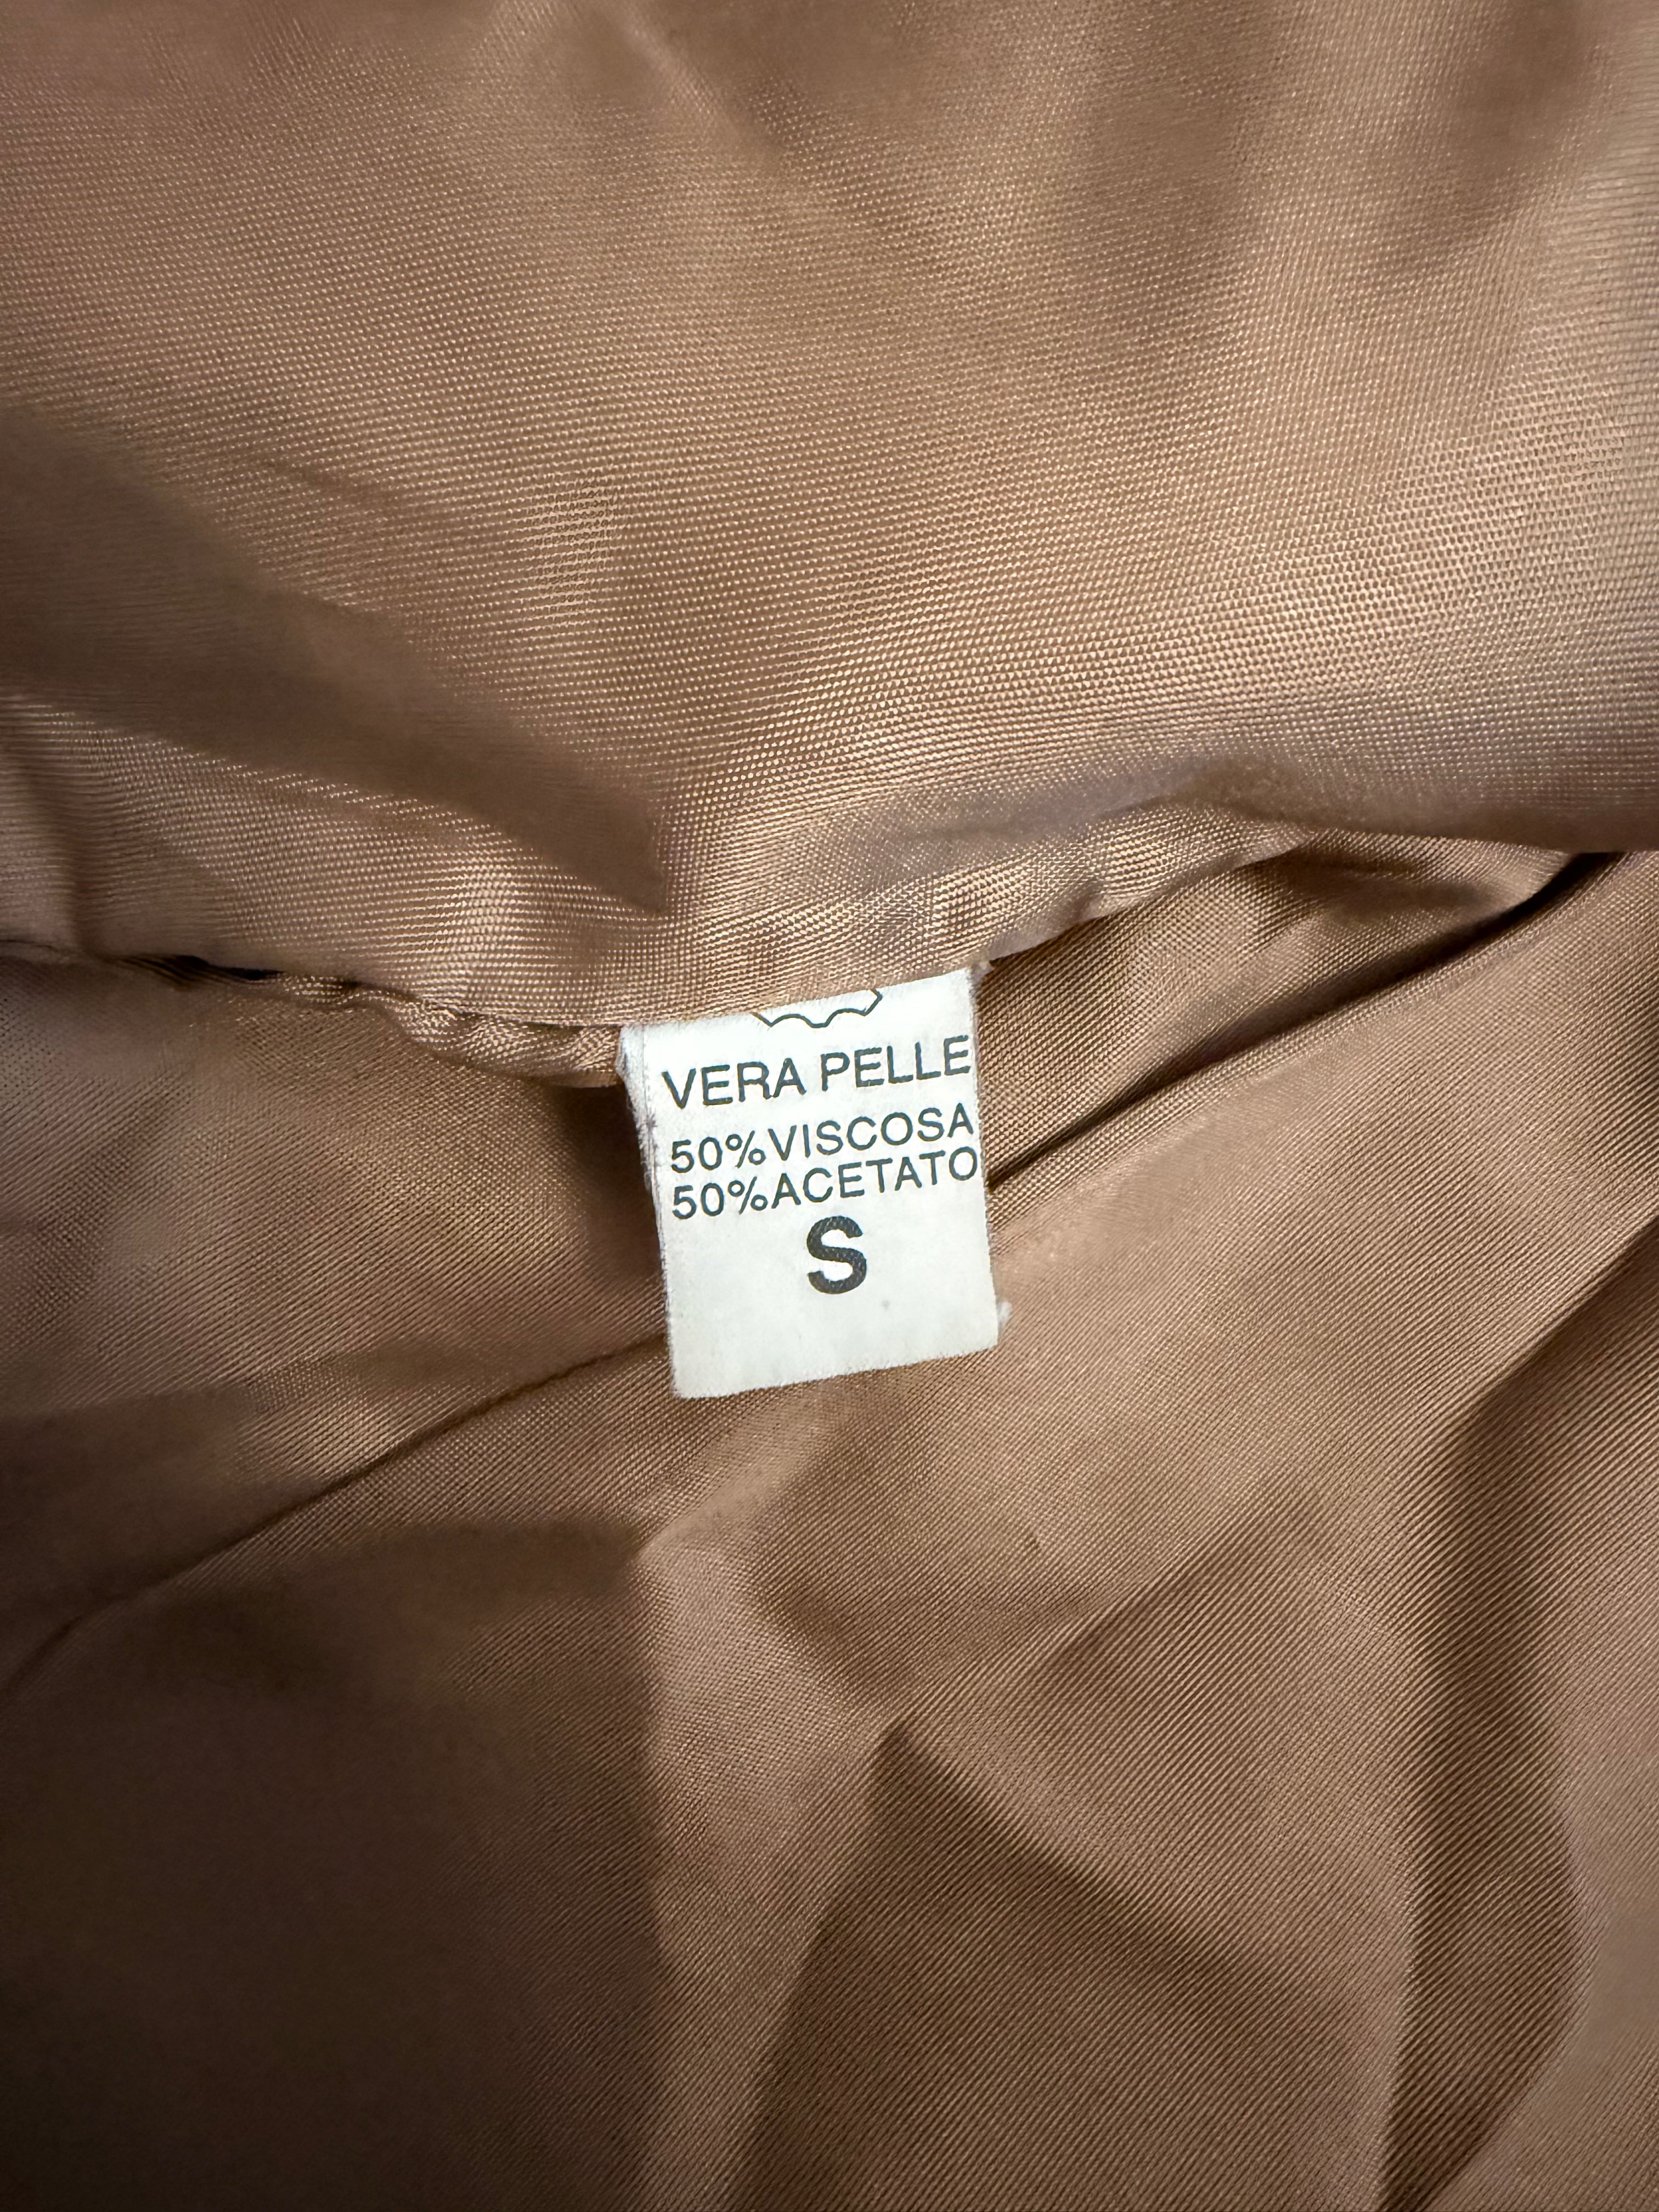 VERA PELLE
50%VISCOSA
50%ACETATO
S